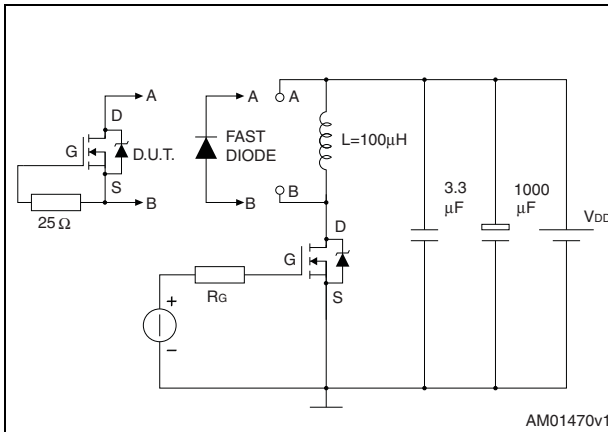 A
D
G
D.U.T.
S
B
25 Ω
A
FAST
DIODE
B
A
L=100µH
B
D
G
S
RG
+
–
3.3
µF
1000
µF
VDD
AM01470v1